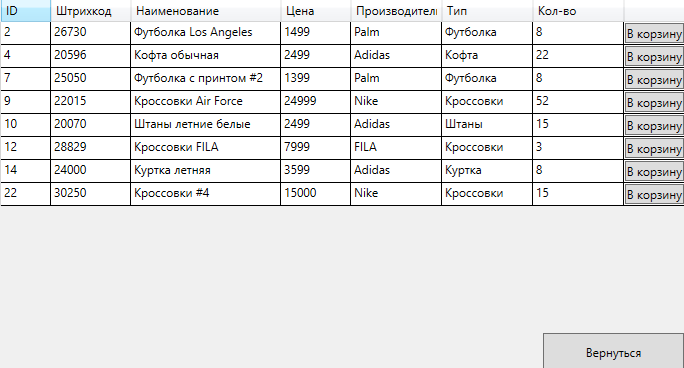 ID Штрихкод Наименование Цена Производитель Тип Кол-во
2 26730 Футболка Los Angeles 1499 Palm Футболка 8 В корзину
4 20596 Кофта обычная 2499 Adidas Кофта 22 В корзину
7 25050 Футболка с принтом #2 1399 Palm Футболка 8 В корзину
9 22015 Кроссовки Air Force 24999 Nike Кроссовки 52 В корзину
10 20070 Штаны летние белые 2499 Adidas Штаны 15 В корзину
12 28829 Кроссовки FILA 7999 FILA Кроссовки 3 В корзину
14 24000 Куртка летняя 3599 Adidas Куртка 8 В корзину
22 30250 Кроссовки #4 15000 Nike Кроссовки 15 В корзину
Вернуться